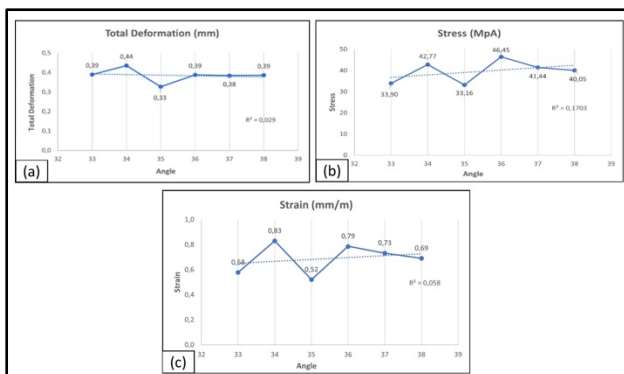 Total Deformation (mm)
0,5
0,4
0,3
0,2
0,1
0,0
Total Deformation
0,39
0,44
0,33
0,39
0,38
0,39
R² = 0,029
32 33 34 35 36 37 38 39
Angle
(a)
Stress (MpA)
50
40
30
20
10
0
Stress
33,90
42,77
33,16
46,45
41,44
40,05
R² = 0,1703
32 33 34 35 36 37 38 39
Angle
(b)
Strain (mm/m)
1,0
0,8
0,6
0,4
0,2
0,0
Strain
0,58
0,83
0,52
0,79
0,73
0,69
R² = 0,058
32 33 34 35 36 37 38 39
Angle
(c)